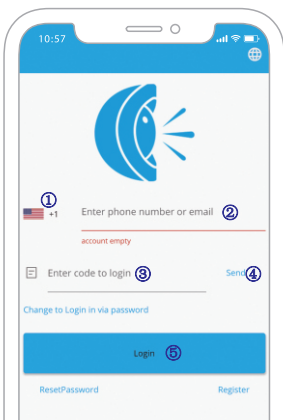 10:57
①
+1 Enter phone number or email ②
account empty
Enter code to login ③ Send ④
Change to Login in via password
Login ⑤
ResetPassword Register